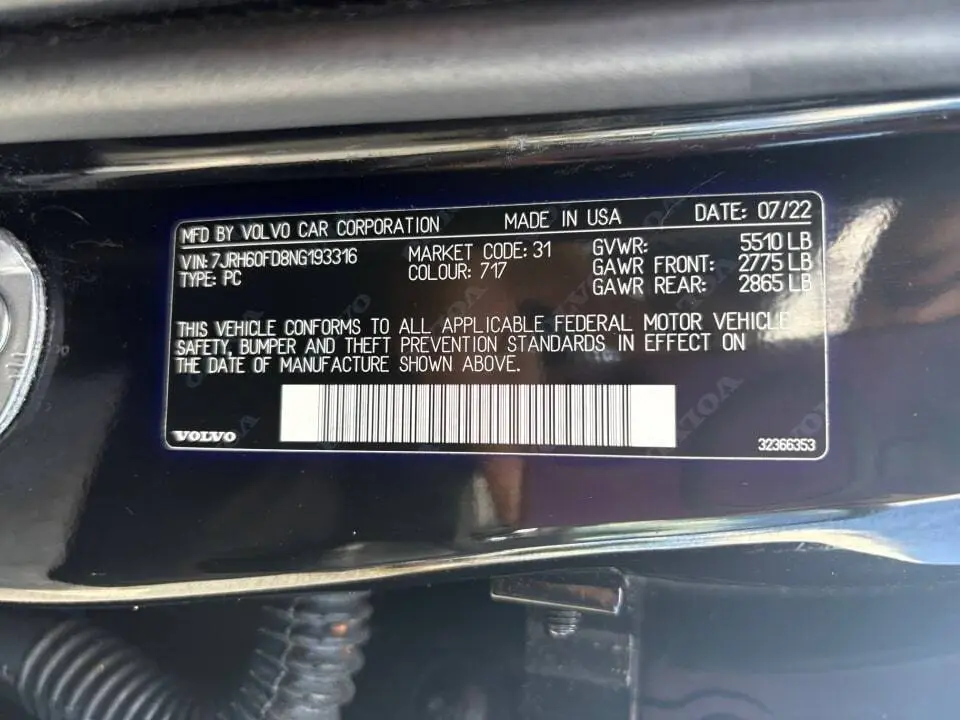 MFD BY VOLVO CAR CORPORATION MADE IN USA DATE: 07/22
VIN: 7JRH60FD8NG193316 MARKET CODE: 31 GVWR: 5510 LB
TYPE: PC COLOUR: 717 GAWR FRONT: 2775 LB
GAWR REAR: 2865 LB
THIS VEHICLE CONFORMS TO ALL APPLICABLE FEDERAL MOTOR VEHICLE
SAFETY, BUMPER AND THEFT PREVENTION STANDARDS IN EFFECT ON
THE DATE OF MANUFACTURE SHOWN ABOVE.
VOLVO 32366353